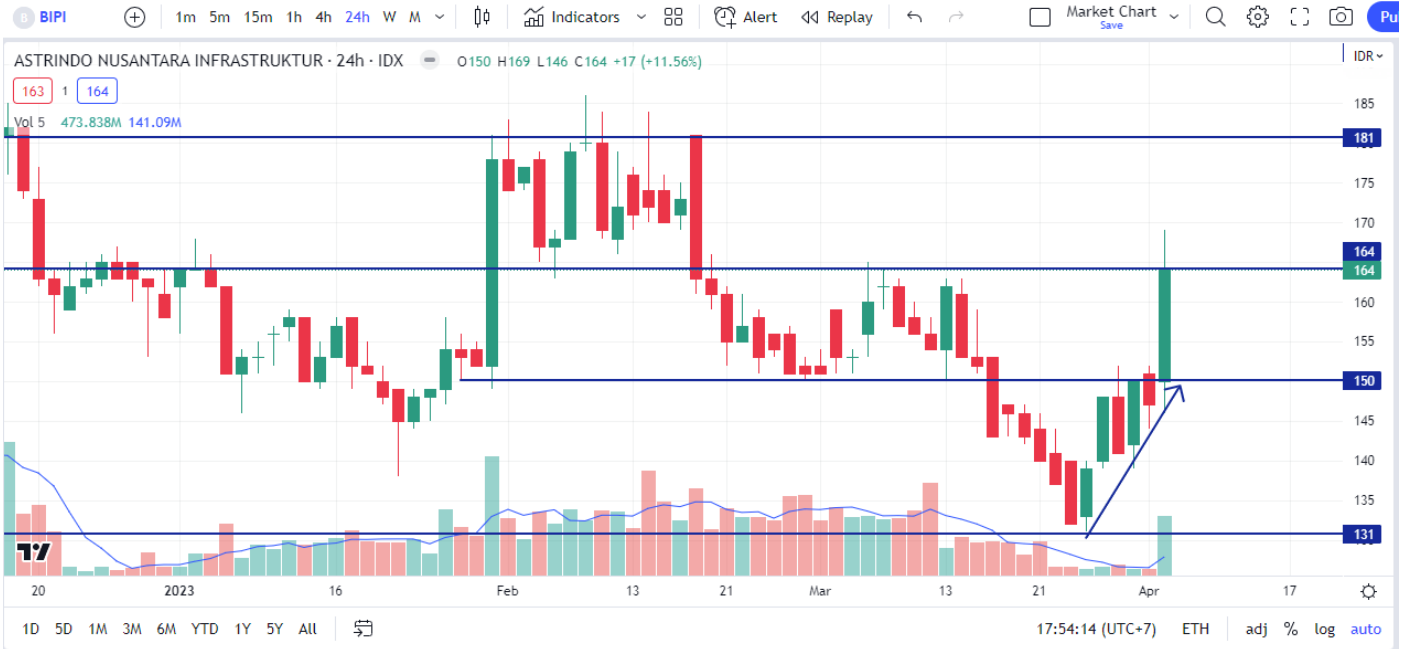 B BIPI 1m 5m 15m 1h 4h 24h W M Indicators Alert Replay Market Chart
Save
ASTRINDO NUSANTARA INFRASTRUKTUR · 24h · IDX O150 H169 L146 C164 +17 (+11.56%) IDR
163 1 164
Vol 5 473.838M 141.09M
185
181
175
170
164
164
160
155
150
145
140
135
131
20 2023 16 Feb 13 21 Mar 13 21 Apr 17
1D 5D 1M 3M 6M YTD 1Y 5Y All 17:54:14 (UTC+7) ETH adj % log auto